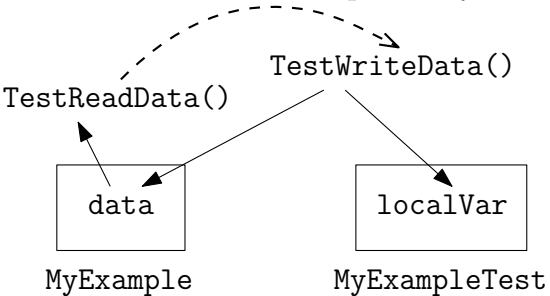 TestWriteData()
TestReadData()
data
localVar
MyExample
MyExampleTest